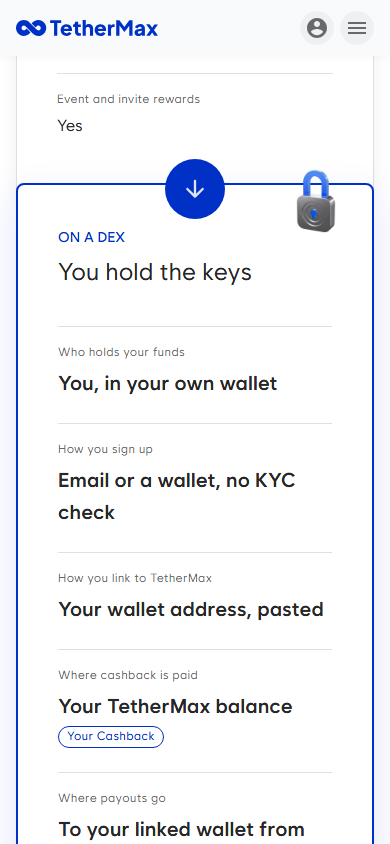 TetherMax
Event and invite rewards
Yes
ON A DEX
You hold the keys
Who holds your funds
You, in your own wallet
How you sign up
Email or a wallet, no KYC
check
How you link to TetherMax
Your wallet address, pasted
Where cashback is paid
Your TetherMax balance
Your Cashback
Where payouts go
To your linked wallet from